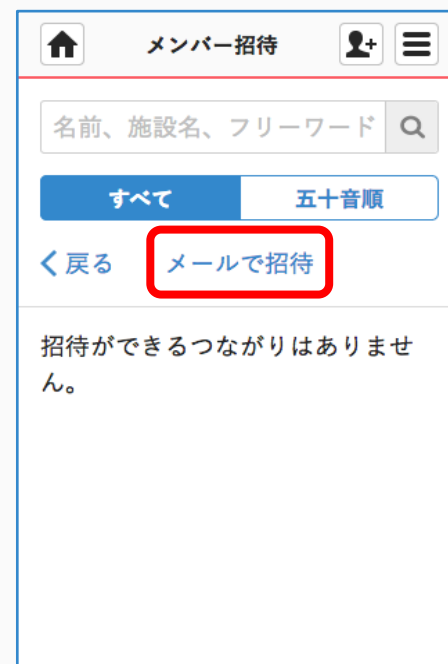 メンバー招待
名前、施設名、フリーワード
すべて 五十音順
戻る メールで招待
招待ができるつながりはありませ
ん。